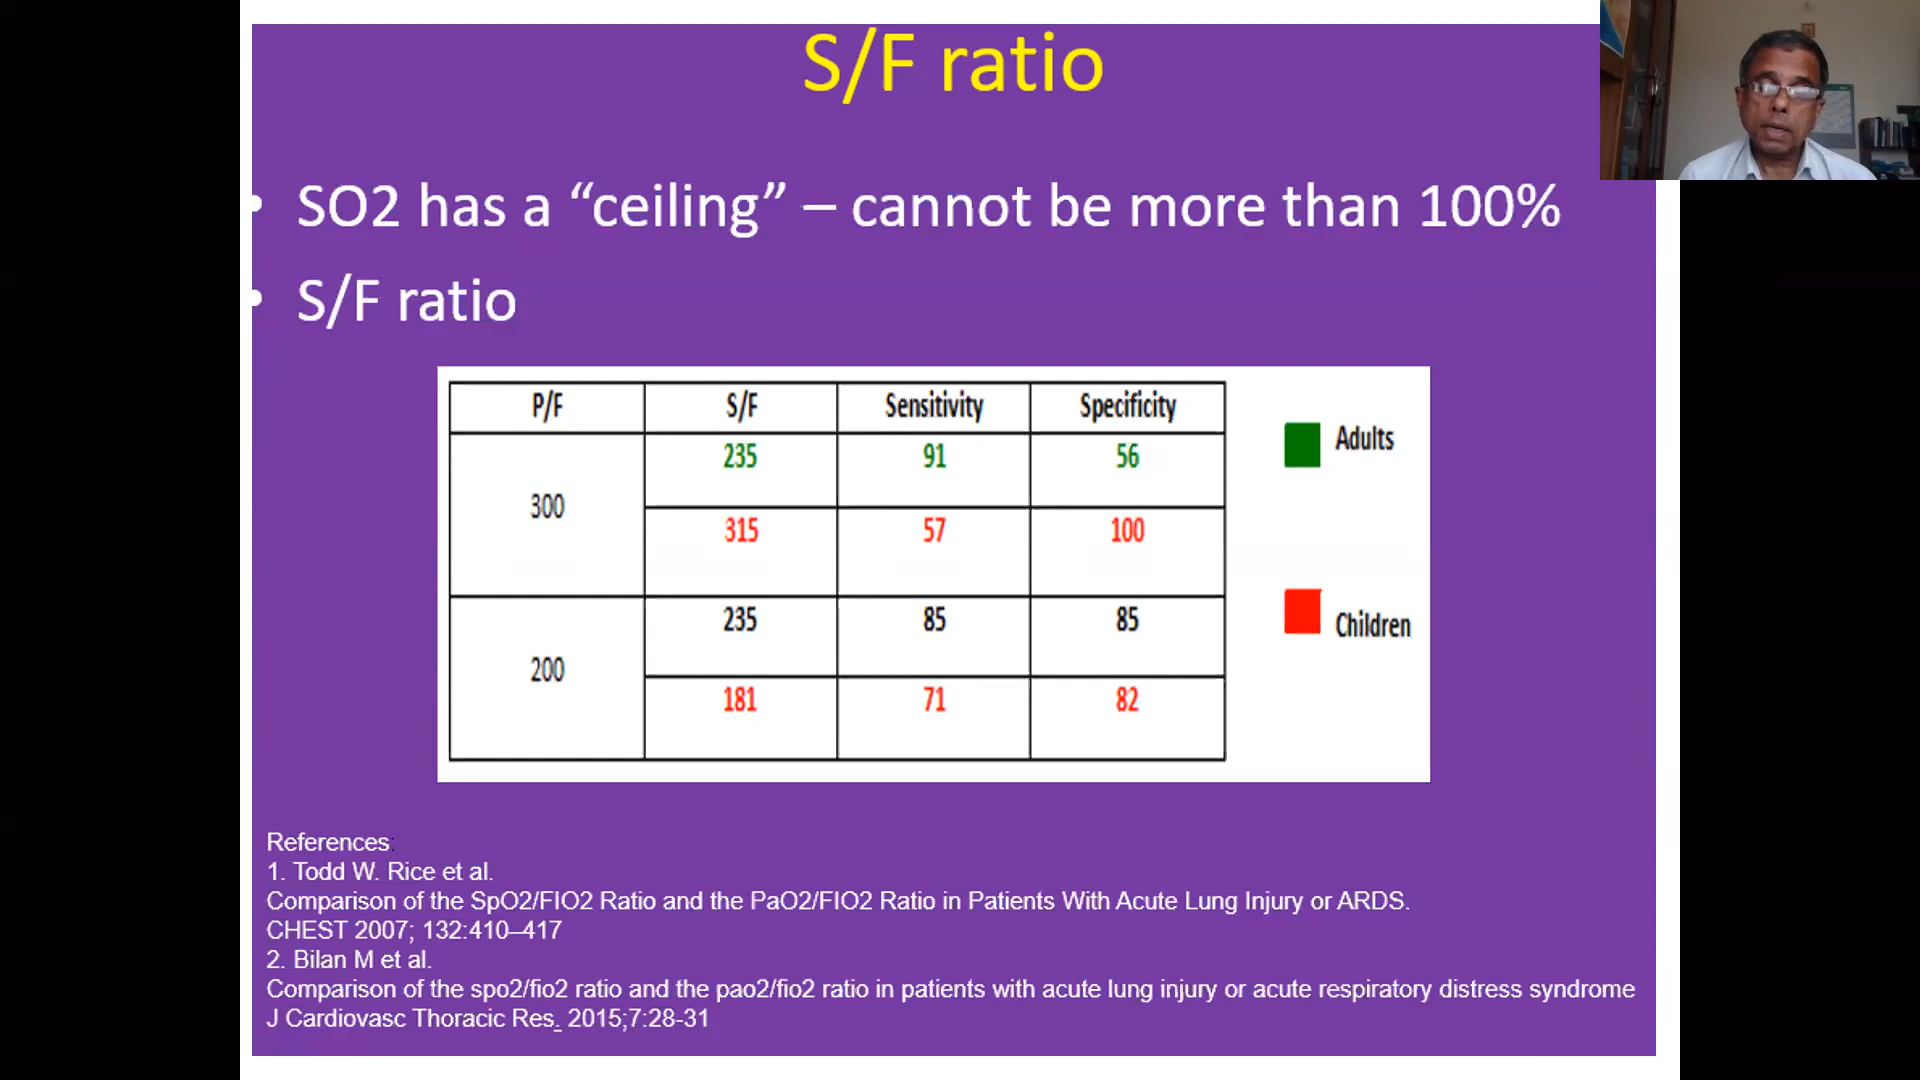 S/F ratio
• SO2 has a “ceiling” – cannot be more than 100%
• S/F ratio
P/F S/F Sensitivity Specificity
300 235 91 56
315 57 100
200 235 85 85
181 71 82
Adults
Children
References:
1. Todd W. Rice et al.
Comparison of the SpO2/FIO2 Ratio and the PaO2/FIO2 Ratio in Patients With Acute Lung Injury or ARDS.
CHEST 2007; 132:410–417
2. Bilan M et al.
Comparison of the spo2/fio2 ratio and the pao2/fio2 ratio in patients with acute lung injury or acute respiratory distress syndrome
J Cardiovasc Thoracic Res. 2015;7:28-31